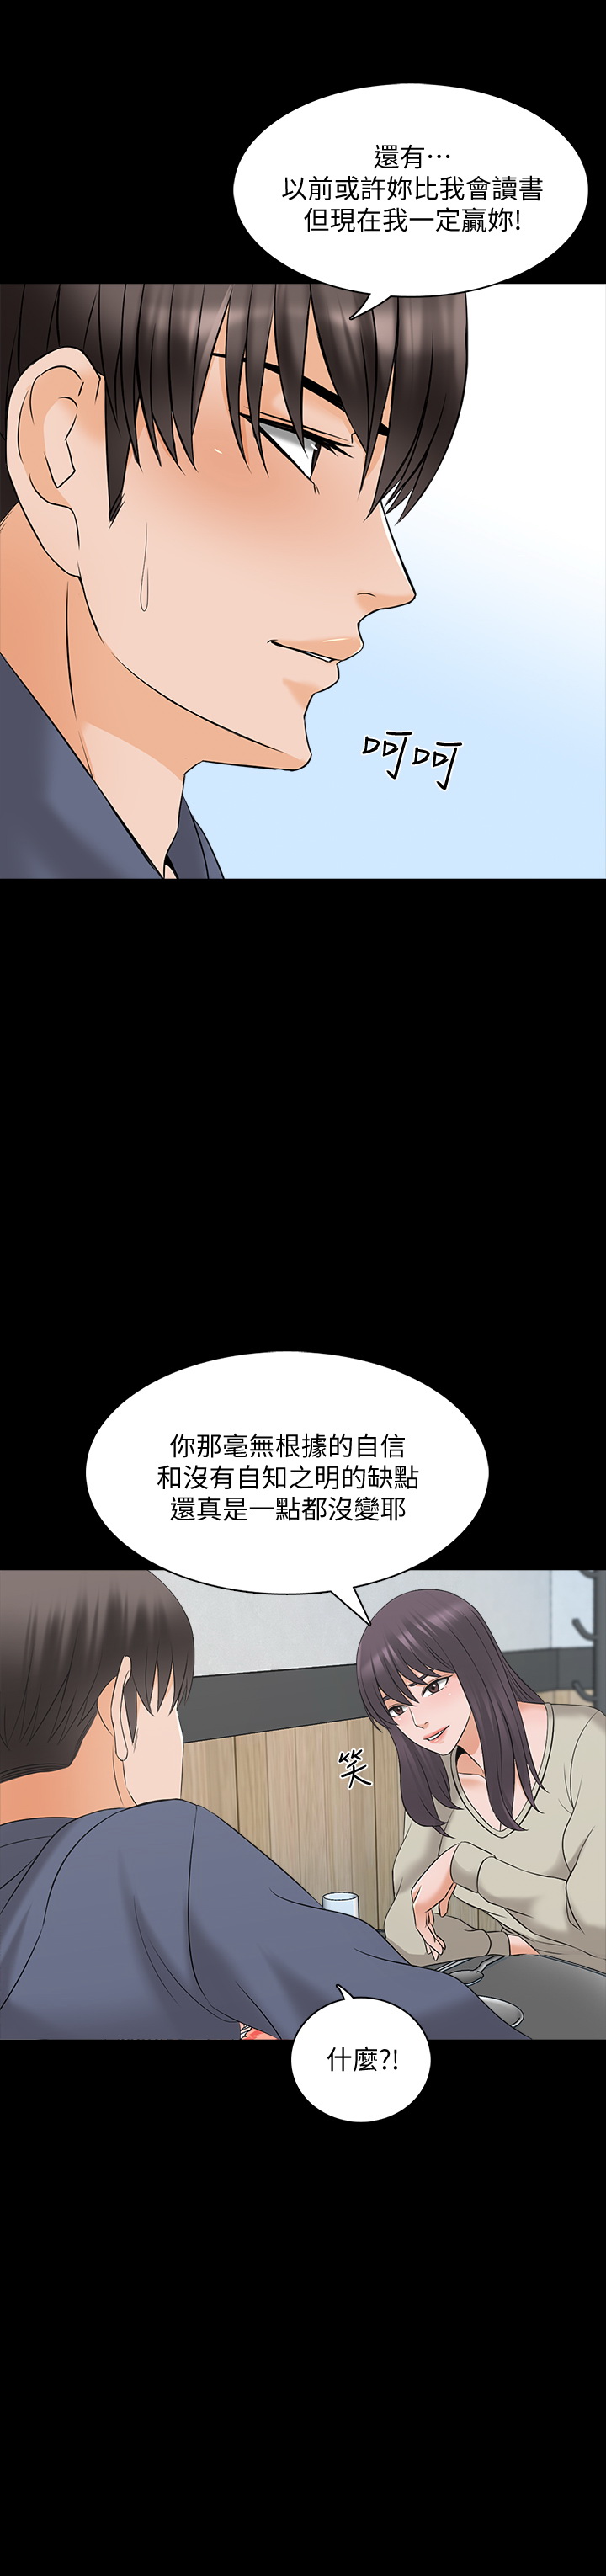 還有…
以前或許妳比我會讀書
但現在我一定贏妳!
呵呵
你那毫無根據的自信
和沒有自知之明的缺點
還真是一點都沒變耶
笑
什麼?!